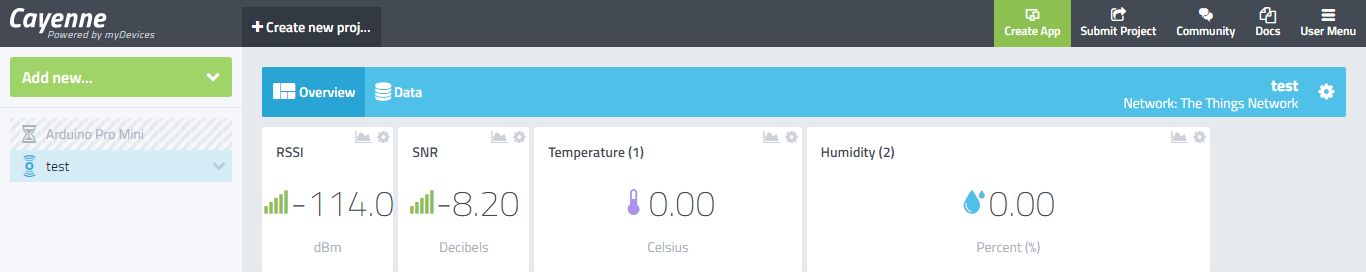 Cayenne
Powered by myDevices
+ Create new proj...
Create App
Submit Project
Community
Docs
User Menu
Add new...
Arduino Pro Mini
test
Overview
Data
test
Network: The Things Network
RSSI
-114.0
dBm
SNR
-8.20
Decibels
Temperature (1)
0.00
Celsius
Humidity (2)
0.00
Percent (%)